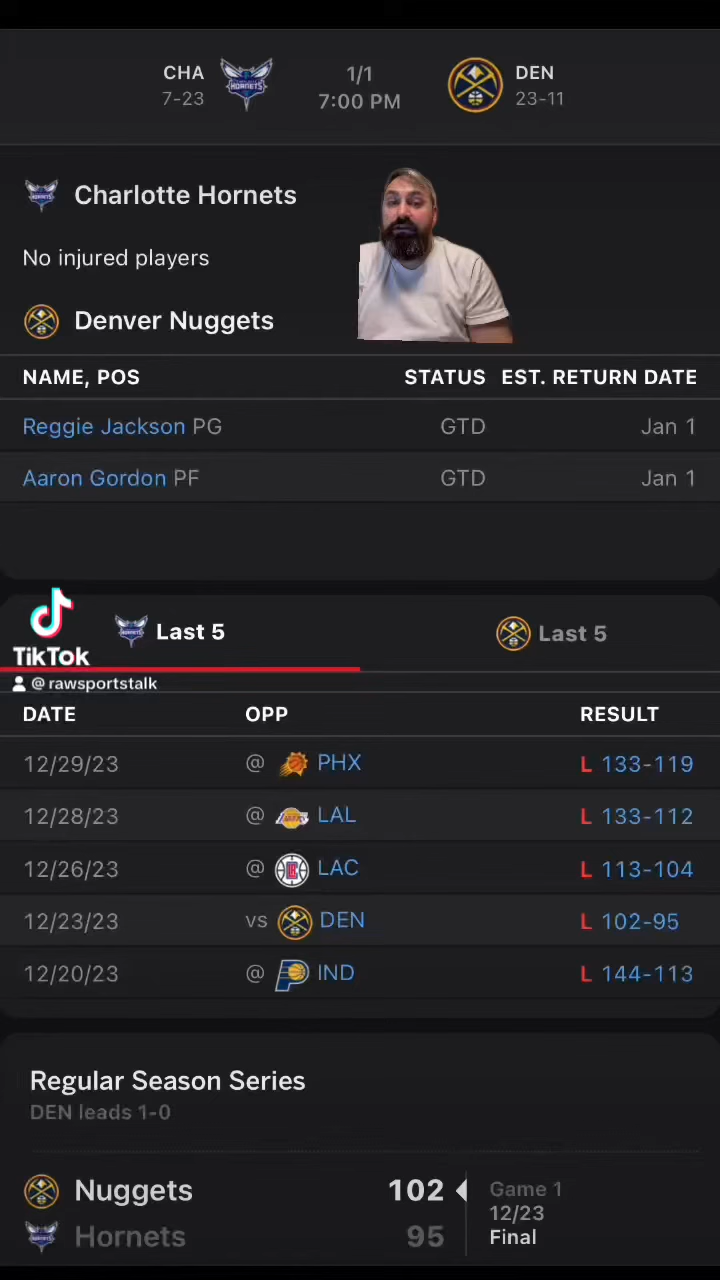 CHA
7-23
HORNETS
1/1
7:00 PM
DEN
23-11
Charlotte Hornets
No injured players
Denver Nuggets
NAME, POS STATUS EST. RETURN DATE
Reggie Jackson PG GTD Jan 1
Aaron Gordon PF GTD Jan 1
TikTok
@rawsportstalk
Last 5
Last 5
DATE OPP RESULT
12/29/23 @ PHX L 133-119
12/28/23 @ LAL L 133-112
12/26/23 @ LAC L 113-104
12/23/23 vs DEN L 102-95
12/20/23 @ IND L 144-113
Regular Season Series
DEN leads 1-0
Nuggets 102
Hornets 95
Game 1
12/23
Final